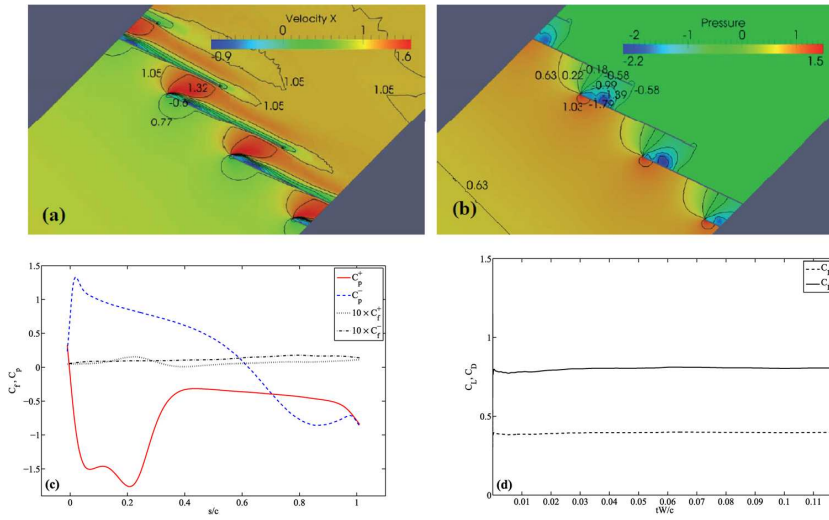 Velocity X
0 1
-0.9 1.6
1.05
1.05
1.32
1.05
-0.6
0.77
1.05
(a)
Pressure
-2 -1 0 1
-2.2 1.5
0.63 0.22 -0.18 -0.58
-0.99
-1.39 -0.58
1.03 -1.79
0.63
(b)
1.5
1
0.5
0
−0.5
−1
−1.5
C_f, C_p
C_p^+
C_p^-
10 × C_f^+
10 × C_f^-
0 0.2 0.4 0.6 0.8 1
s/c
(c)
1.5
1
0.5
0
C_L, C_D
0 0.01 0.02 0.03 0.04 0.05 0.06 0.07 0.08 0.09 0.1 0.11
tW/c
(d)